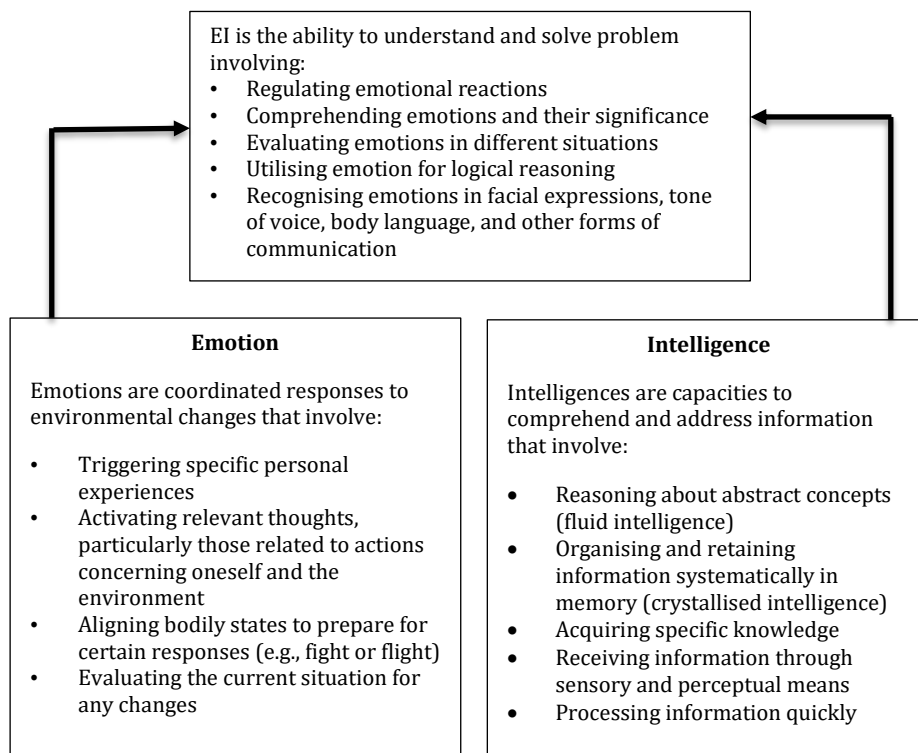 EI is the ability to understand and solve problem
involving:
• Regulating emotional reactions
• Comprehending emotions and their significance
• Evaluating emotions in different situations
• Utilising emotion for logical reasoning
• Recognising emotions in facial expressions, tone
of voice, body language, and other forms of
communication
Emotion
Emotions are coordinated responses to
environmental changes that involve:
• Triggering specific personal
experiences
• Activating relevant thoughts,
particularly those related to actions
concerning oneself and the
environment
• Aligning bodily states to prepare for
certain responses (e.g., fight or flight)
• Evaluating the current situation for
any changes
Intelligence
Intelligences are capacities to
comprehend and address information
that involve:
• Reasoning about abstract concepts
(fluid intelligence)
• Organising and retaining
information systematically in
memory (crystallised intelligence)
• Acquiring specific knowledge
• Receiving information through
sensory and perceptual means
• Processing information quickly